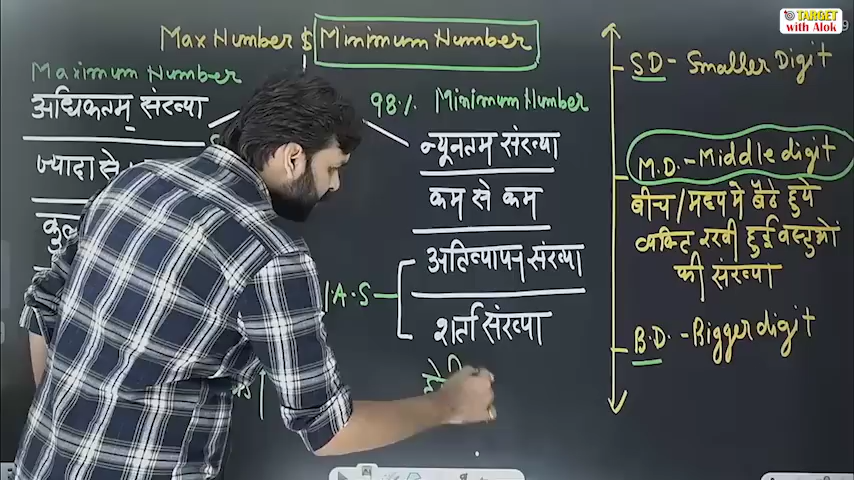 TARGET
with Alok
Max Number & Minimum Number
Maximum Number
अधिकतम संख्या
ज्यादा से
98% Minimum Number
न्यूनतम संख्या
कम से कम
अतिव्यापन संख्या
I.A.S
शर्त संख्या
SD - Smaller Digit
M.D. - Middle digit
बीच/मध्य मे बैठे हुये
व्यक्ति रखी हुई वस्तुओं
की संख्या
B.D. - Bigger digit